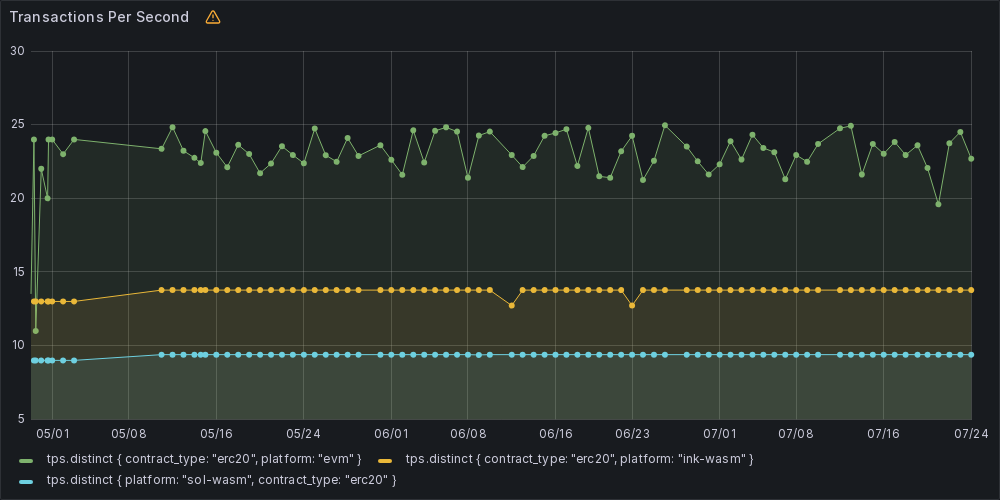 Transactions Per Second
30
25
20
15
10
5
05/01 05/08 05/16 05/24 06/01 06/08 06/16 06/23 07/01 07/08 07/16 07/24
tps.distinct { contract_type: "erc20", platform: "evm" } tps.distinct { contract_type: "erc20", platform: "ink-wasm" }
tps.distinct { platform: "sol-wasm", contract_type: "erc20" }